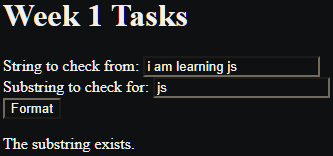 Week 1 Tasks
String to check from: i am learning js
Substring to check for: js
Format
The substring exists.